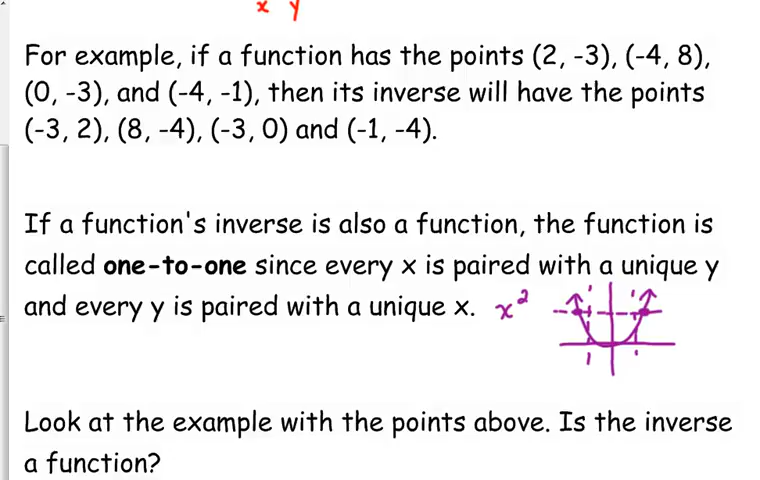 x y
For example, if a function has the points (2, -3), (-4, 8),
(0, -3), and (-4, -1), then its inverse will have the points
(-3, 2), (8, -4), (-3, 0) and (-1, -4).
If a function's inverse is also a function, the function is
called one-to-one since every x is paired with a unique y
and every y is paired with a unique x. x²
Look at the example with the points above. Is the inverse
a function?